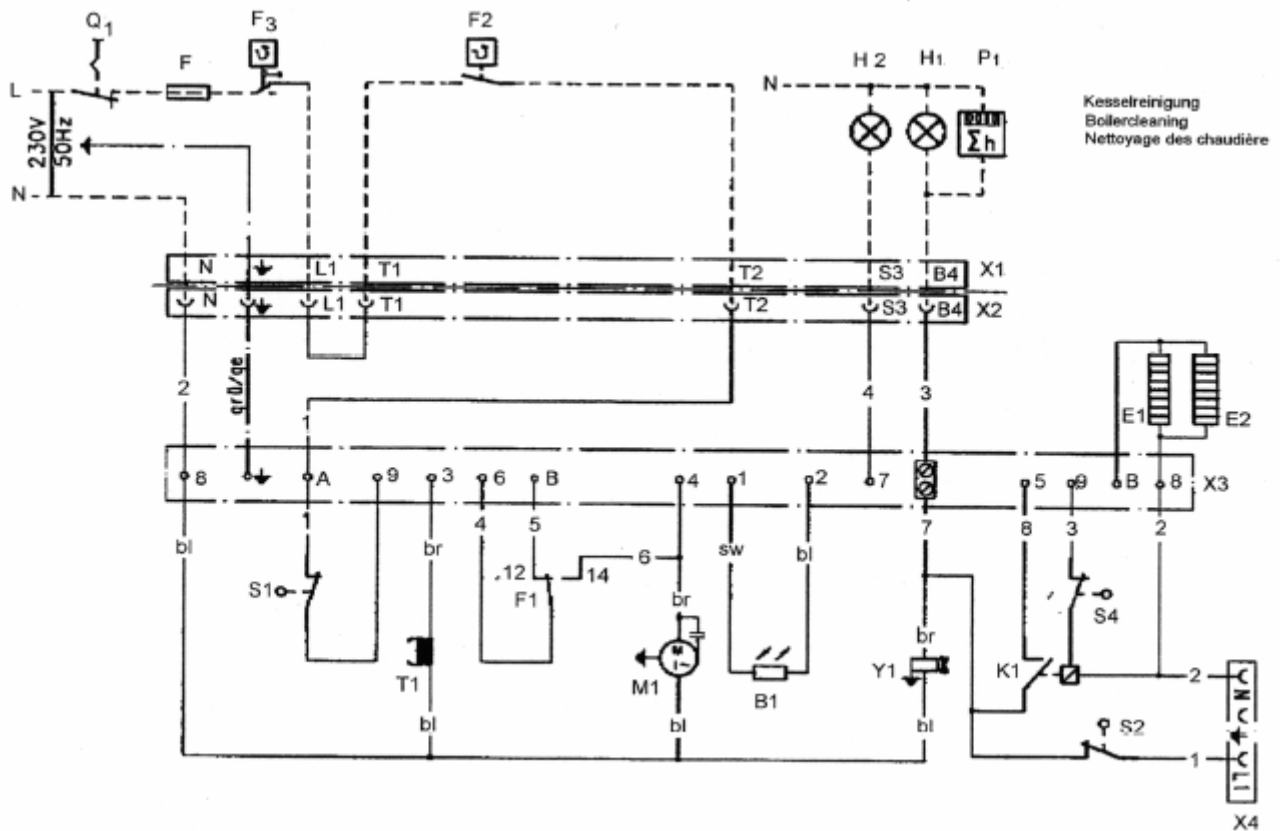 Q1 F F3 F2 H2 H1 P1
L N
Σh
Kesselreinigung
Boilercleaning
Nettoyage des chaudière
230V
50Hz
N
N L1 T1 T2 S3 B4 X1
N L1 T1 T2 S3 B4 X2
2 grü/ge 1 4 3
E1 E2
8 A 9 3 6 B 4 1 2 7 5 9 B 8 X3
1 4 5 7 8 3 2
bl br 12 14 6 sw bl
S1 F1 S4
br br
M
1~
T1 M1 B1 Y1 K1 2 N
bl bl bl S2
1 L1
X4